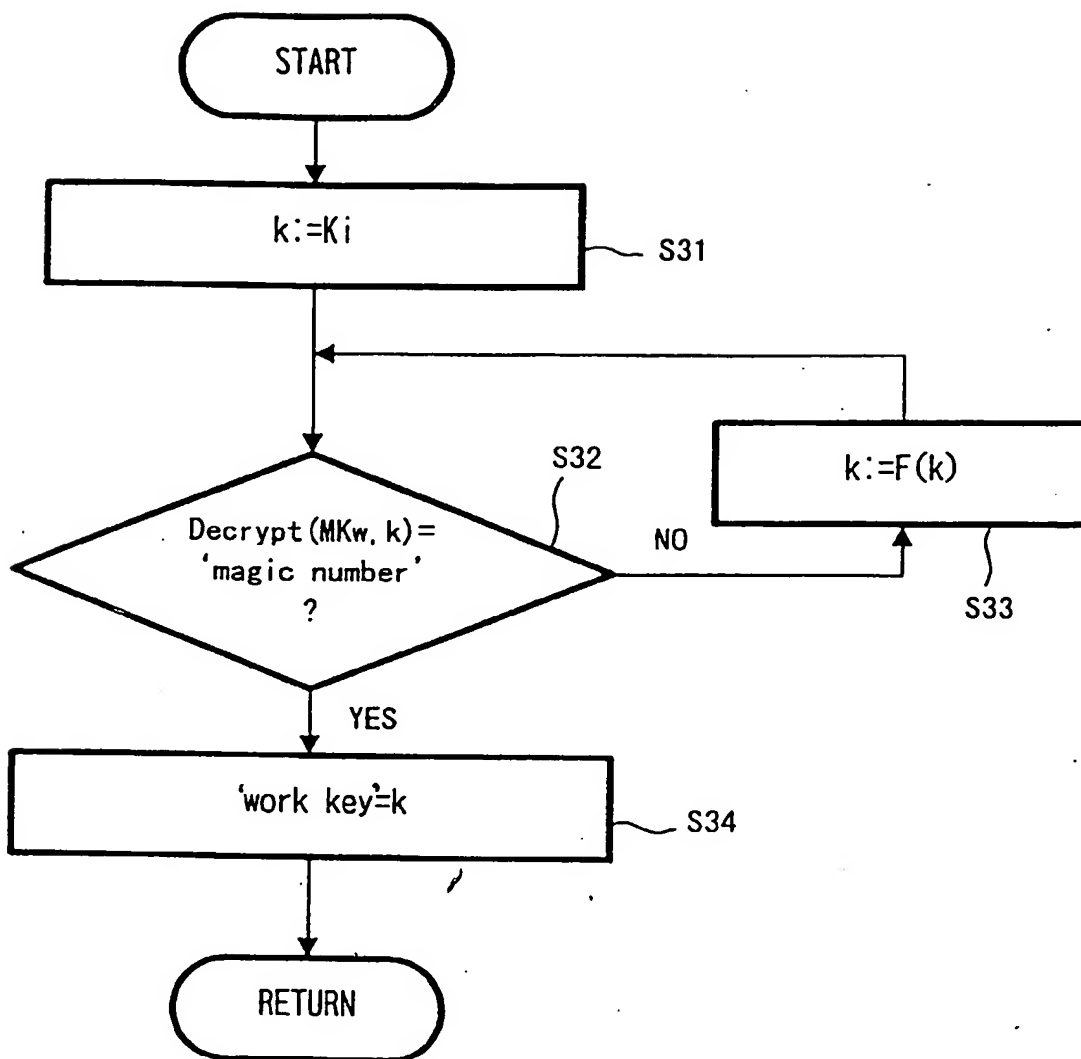 START
k:=Ki
S31
S32
Decrypt(MKw, k)=
‘magic number’
?
NO
k:=F(k)
S33
YES
‘work key’=k
S34
RETURN